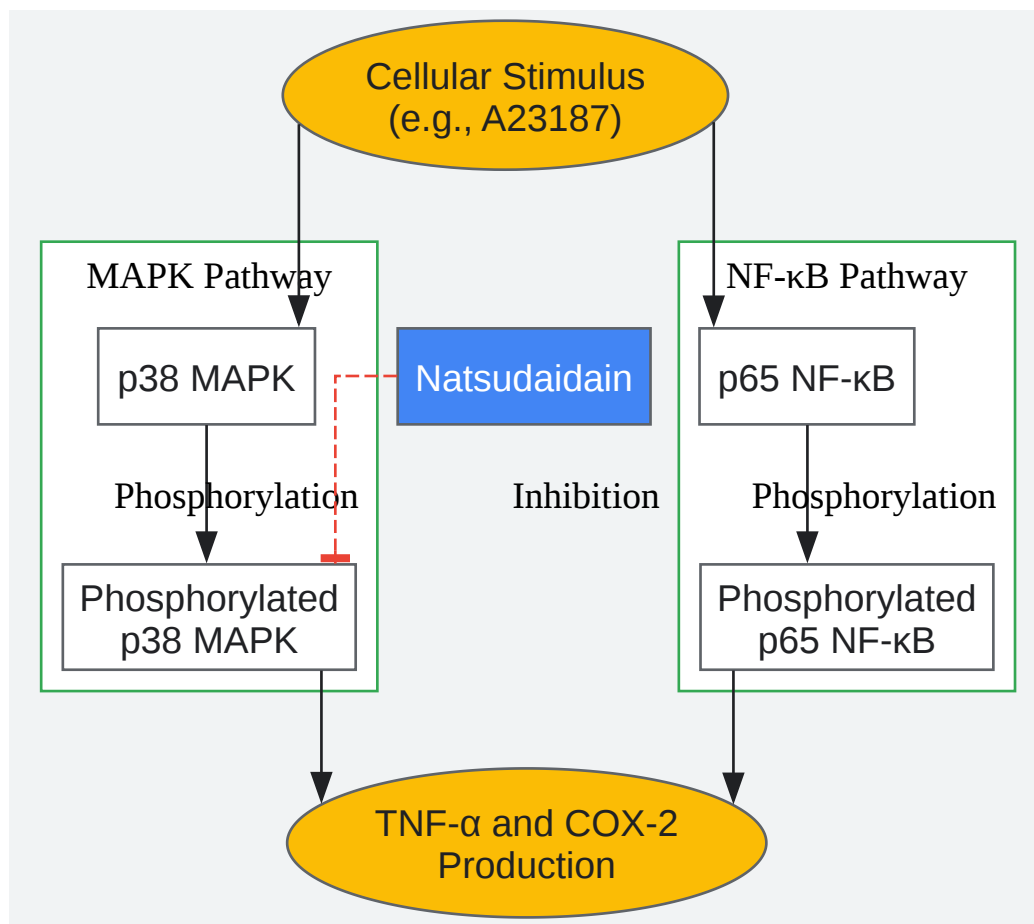 Cellular Stimulus
(e.g., A23187)
MAPK Pathway
NF-κB Pathway
p38 MAPK
Natsudaidain
p65 NF-κB
Phosphorylation
Inhibition
Phosphorylation
Phosphorylated
p38 MAPK
Phosphorylated
p65 NF-κB
TNF-α and COX-2
Production